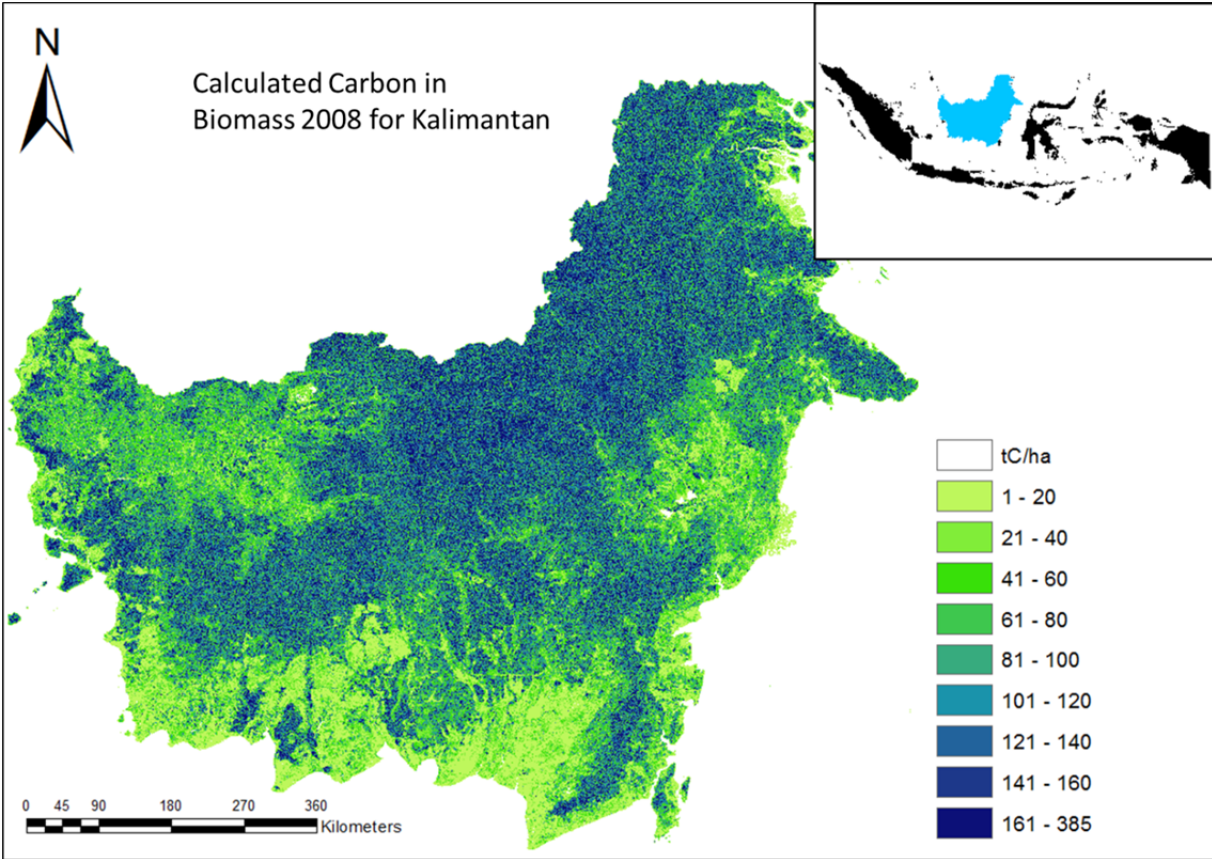 N
Calculated Carbon in
Biomass 2008 for Kalimantan
tC/ha
1 - 20
21 - 40
41 - 60
61 - 80
81 - 100
101 - 120
121 - 140
141 - 160
161 - 385
0 45 90 180 270 360
Kilometers